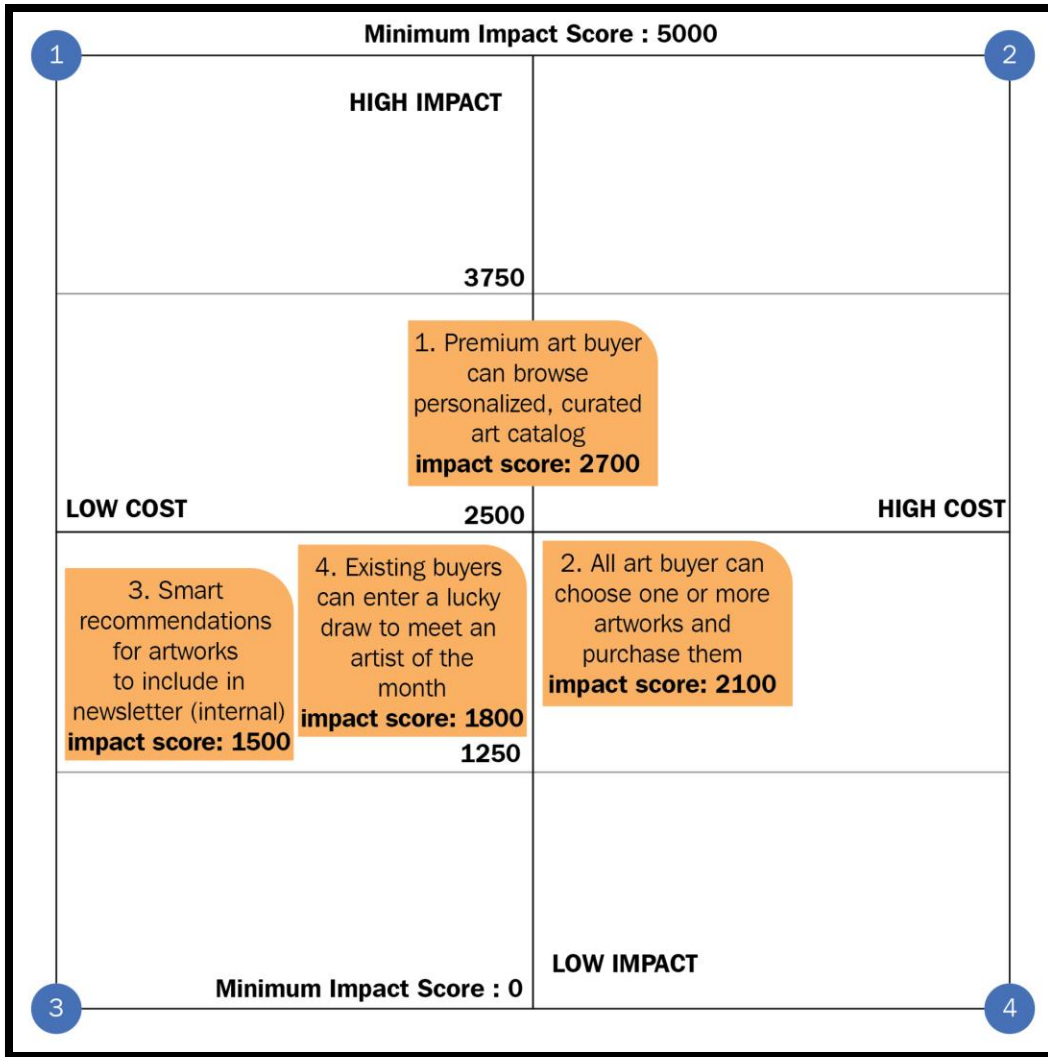 Minimum Impact Score : 5000
1
2
HIGH IMPACT
3750
1. Premium art buyer
can browse
personalized, curated
art catalog
impact score: 2700
LOW COST
2500
HIGH COST
3. Smart
recommendations
for artworks
to include in
newsletter (internal)
impact score: 1500
4. Existing buyers
can enter a lucky
draw to meet an
artist of the
month
impact score: 1800
2. All art buyer can
choose one or more
artworks and
purchase them
impact score: 2100
1250
LOW IMPACT
Minimum Impact Score : 0
3
4